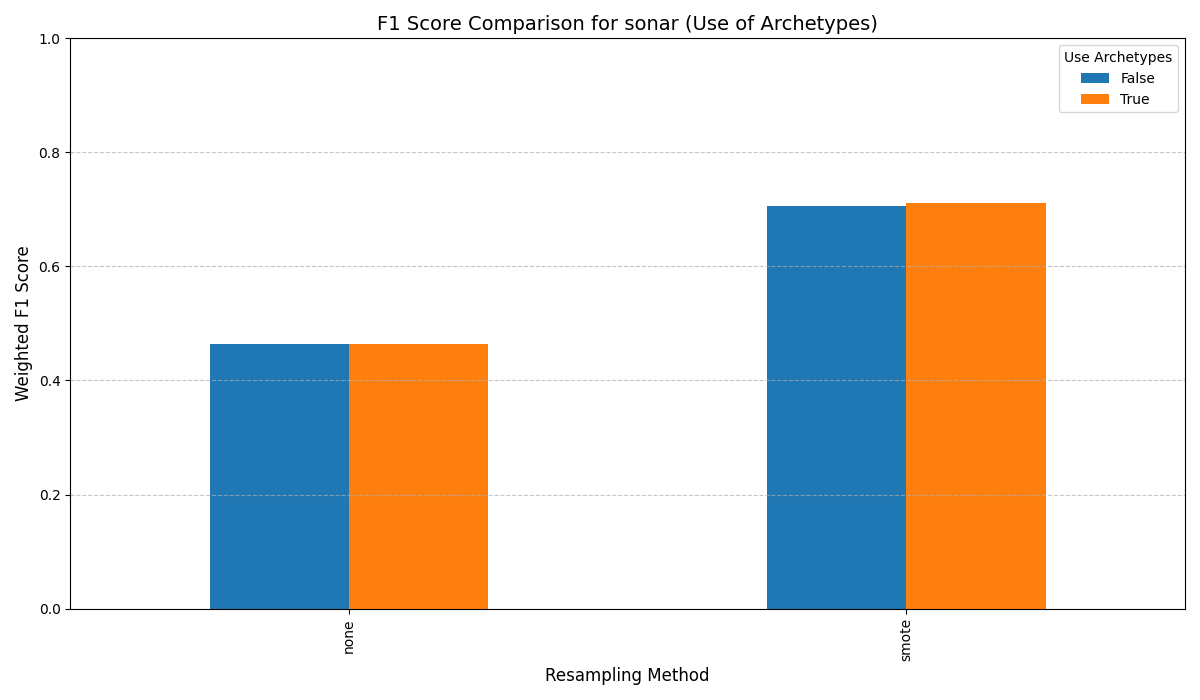 F1 Score Comparison for sonar (Use of Archetypes)
Weighted F1 Score
1.0
0.8
0.6
0.4
0.2
0.0
Use Archetypes
False
True
none
smote
Resampling Method